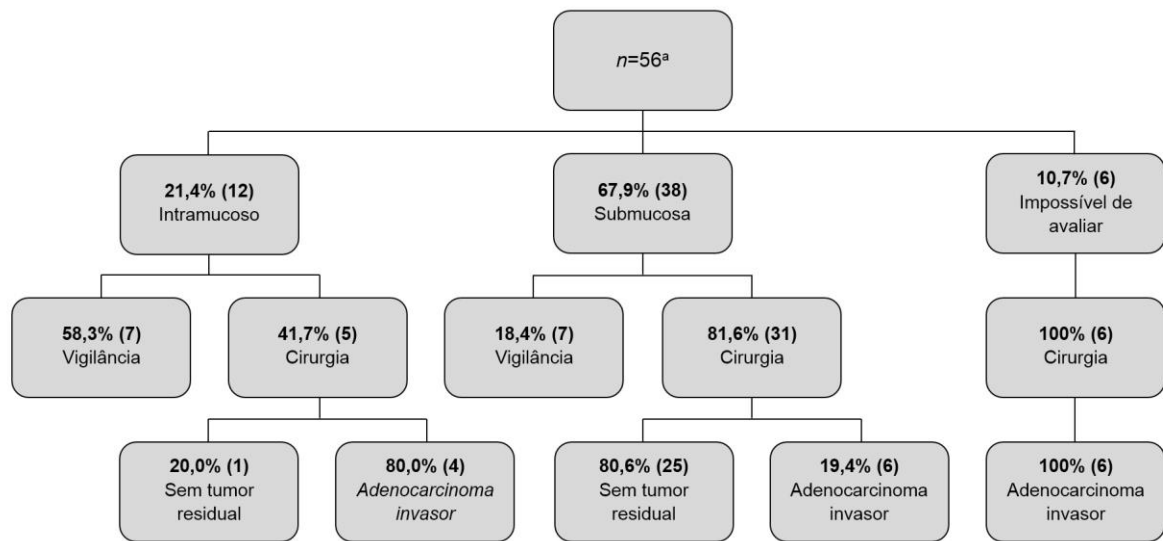 n=56ª
21,4% (12)
Intramucoso
67,9% (38)
Submucosa
10,7% (6)
Impossível de
avaliar
58,3% (7)
Vigilância
41,7% (5)
Cirurgia
18,4% (7)
Vigilância
81,6% (31)
Cirurgia
100% (6)
Cirurgia
20,0% (1)
Sem tumor
residual
80,0% (4)
Adenocarcinoma
invasor
80,6% (25)
Sem tumor
residual
19,4% (6)
Adenocarcinoma
invasor
100% (6)
Adenocarcinoma
invasor